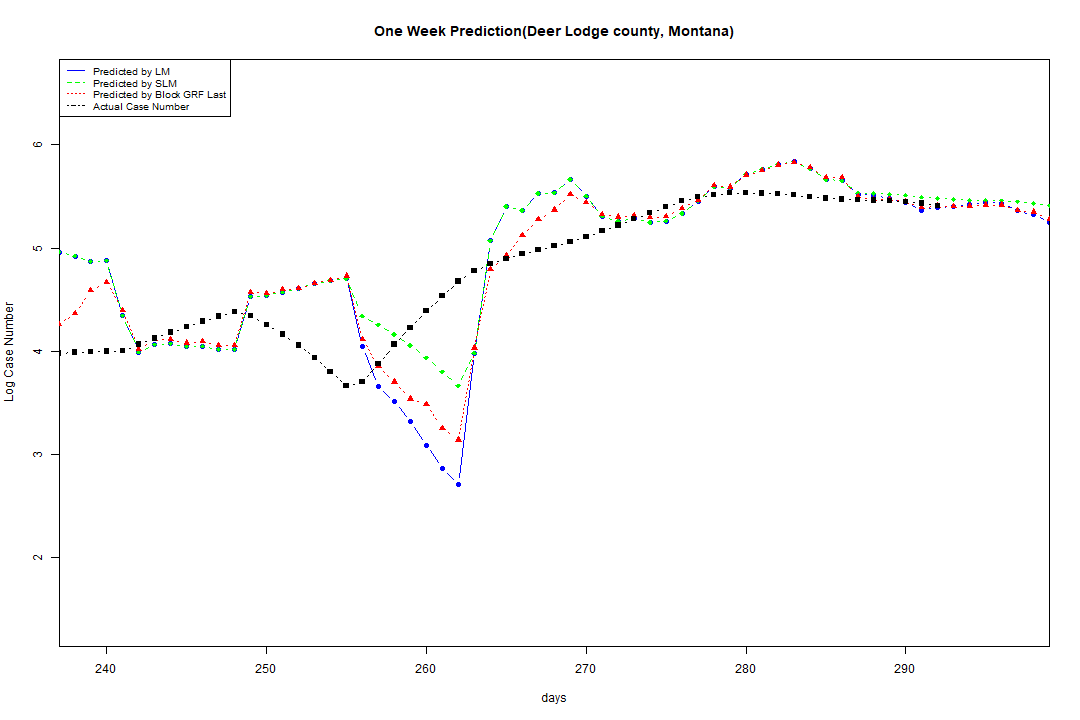 One Week Prediction(Deer Lodge county, Montana)
Predicted by LM
Predicted by SLM
Predicted by Block GRF Last
Actual Case Number
Log Case Number
6
5
4
3
2
240 250 260 270 280 290
days